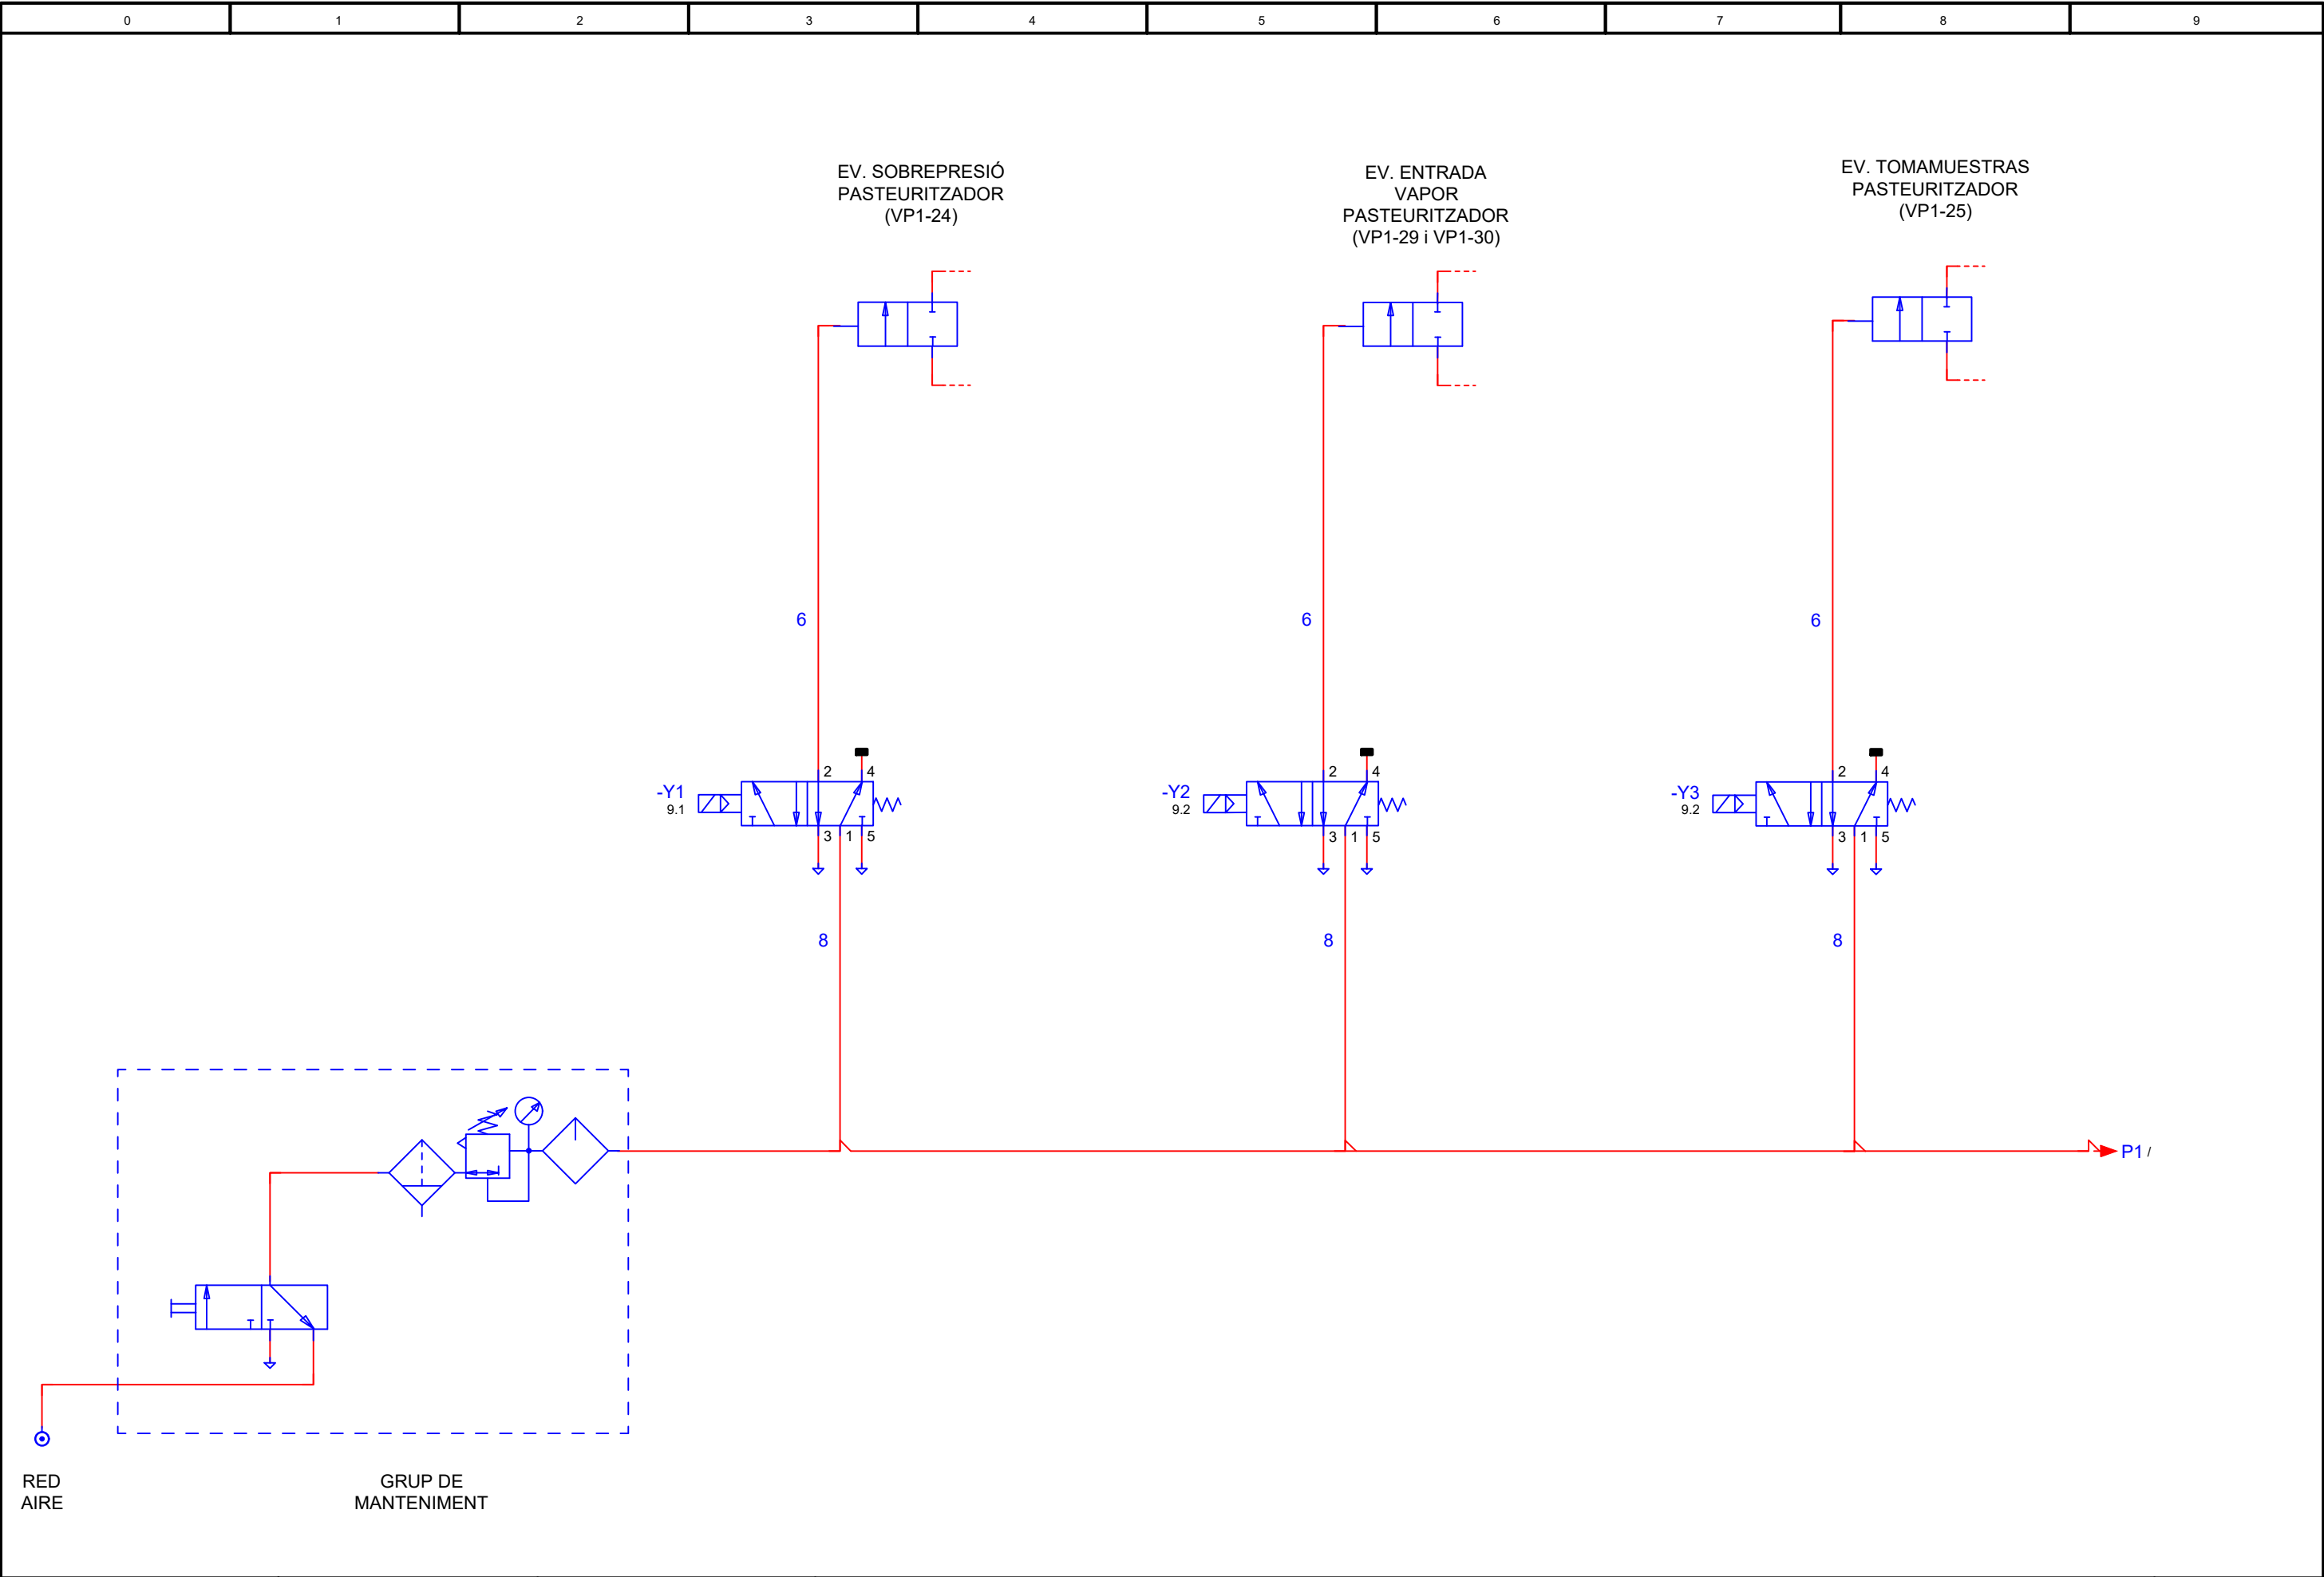 0 1 2 3 4 5 6 7 8 9
EV. SOBREPRESIÓ
PASTEURITZADOR
(VP1-24)
EV. ENTRADA
VAPOR
PASTEURITZADOR
(VP1-29 i VP1-30)
EV. TOMAMUESTRAS
PASTEURITZADOR
(VP1-25)
6 6 6
2 4 2 4 2 4
-Y1 -Y2 -Y3
9.1 9.2 9.2
3 1 5 3 1 5 3 1 5
8 8 8
P1 /
RED
AIRE
GRUP DE
MANTENIMENT